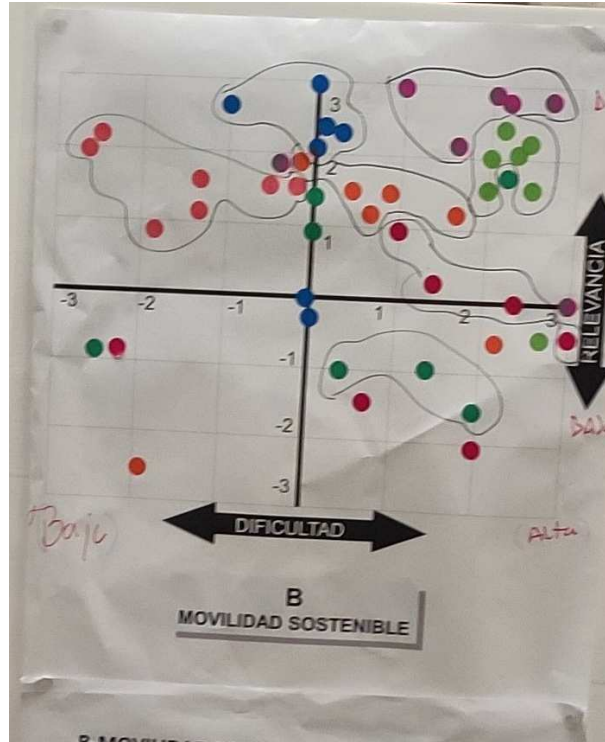 3
2
1
-3
-2
-1
1
2
3
-1
-2
-3
RELEVANCIA
Bajo
DIFICULTAD
(Alta)
B
MOVILIDAD SOSTENIBLE